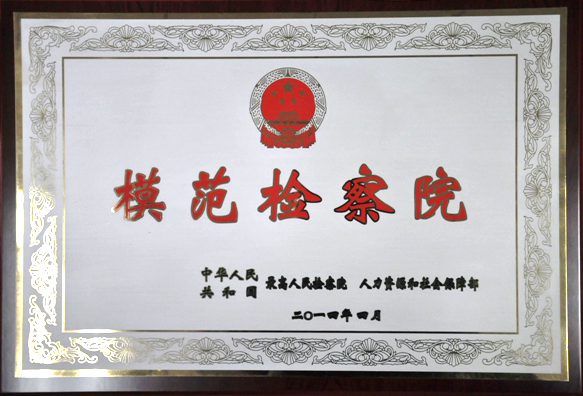 模范检察院
中华人民
共和国
最高人民检察院 人力资源和社会保障部
二〇一四年四月